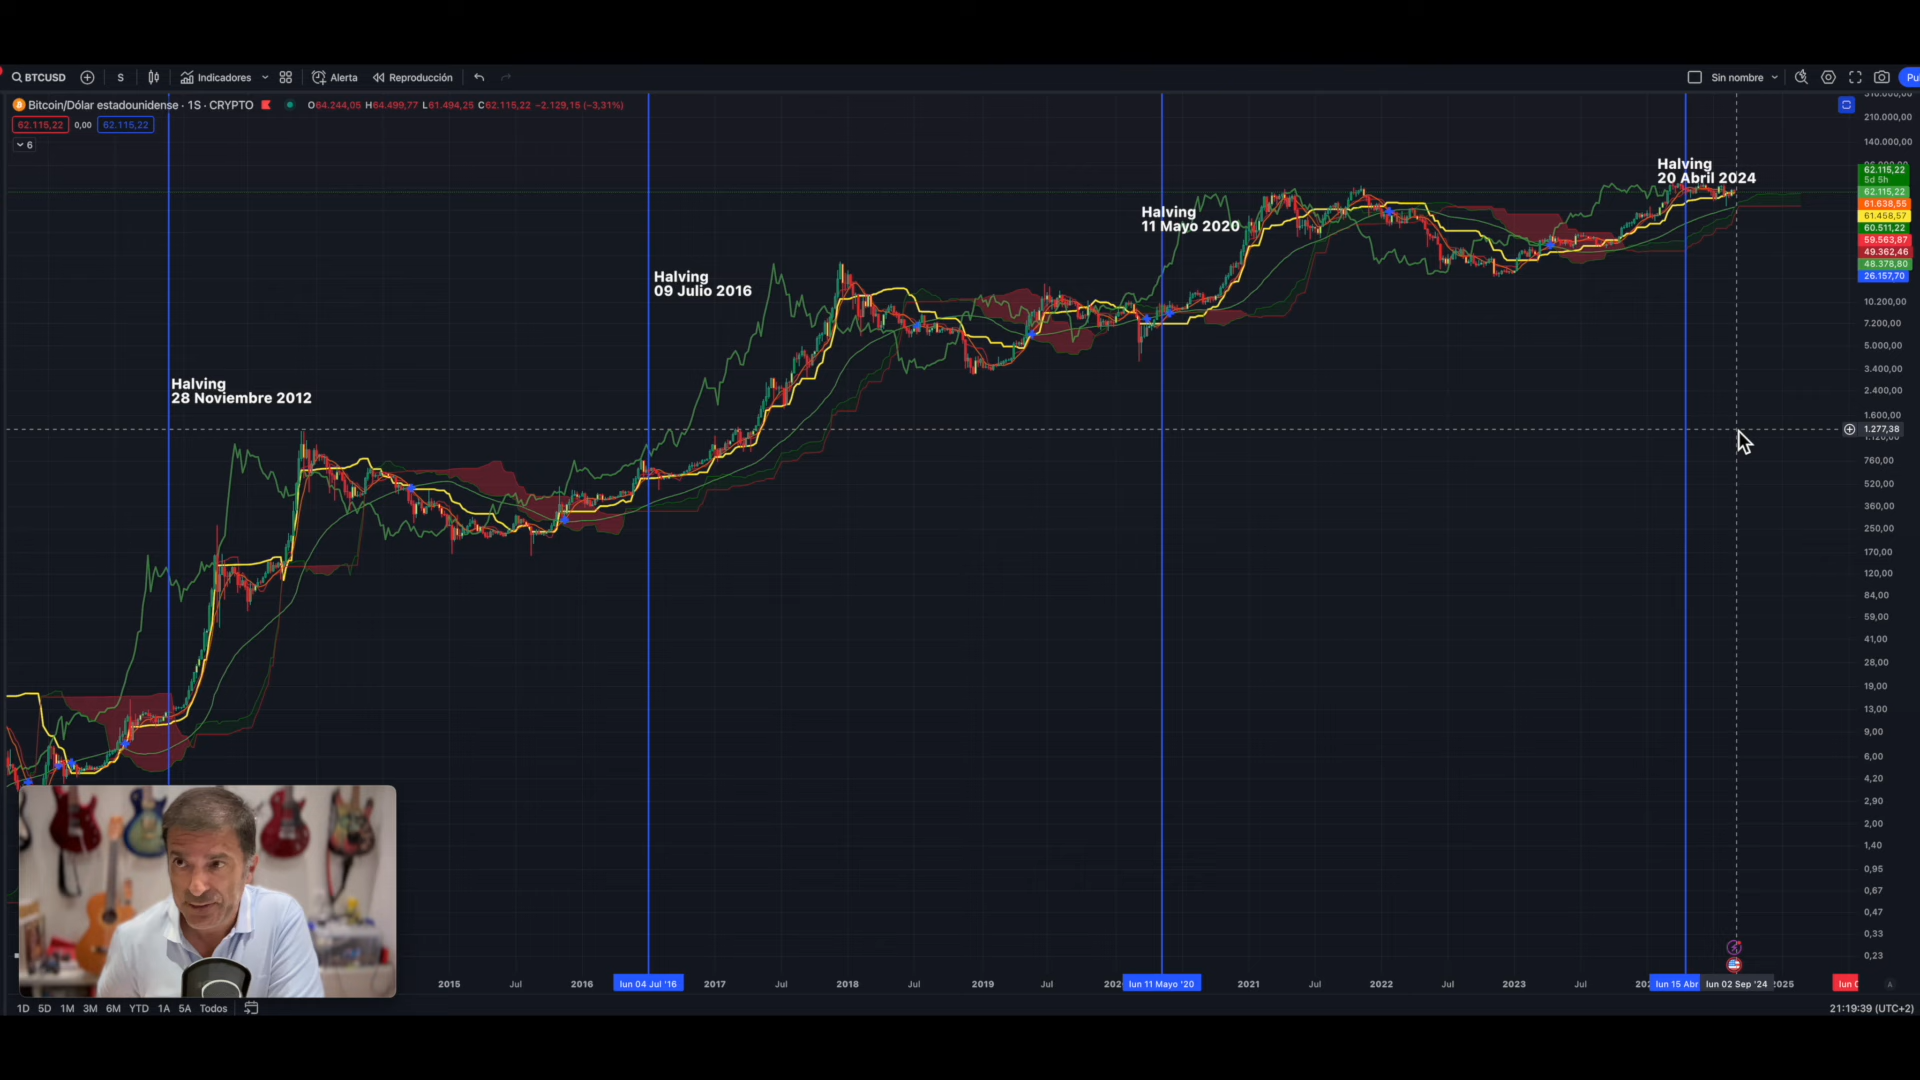 BTCUSD S Indicadores Alerta Reproducción Sin nombre
Bitcoin/Dólar estadounidense · 1S · CRYPTO O64.244,05 H64.499,77 L61.494,25 C62.115,22 −2.129,15 (−3,31%)
62.115,22 0,00 62.115,22
6
Halving
28 Noviembre 2012
Halving
09 Julio 2016
Halving
11 Mayo 2020
Halving
20 Abril 2024
210.000,00
140.000,00
62.115,22
5d 5h
62.115,22
61.638,55
61.458,57
60.511,22
59.563,87
49.362,46
48.378,80
26.157,70
10.200,00
7.200,00
5.000,00
3.400,00
2.400,00
1.600,00
1.277,38
760,00
520,00
360,00
250,00
170,00
120,00
84,00
59,00
41,00
28,00
19,00
13,00
9,00
6,00
4,20
2,90
2,00
1,40
0,95
0,67
0,47
0,33
0,23
2015 Jul 2016 lun 04 Jul '16 2017 Jul 2018 Jul 2019 Jul lun 11 Mayo '20 2021 Jul 2022 Jul 2023 Jul lun 15 Abr lun 02 Sep '24 2025 A
1D 5D 1M 3M 6M YTD 1A 5A Todos
21:19:39 (UTC+2)